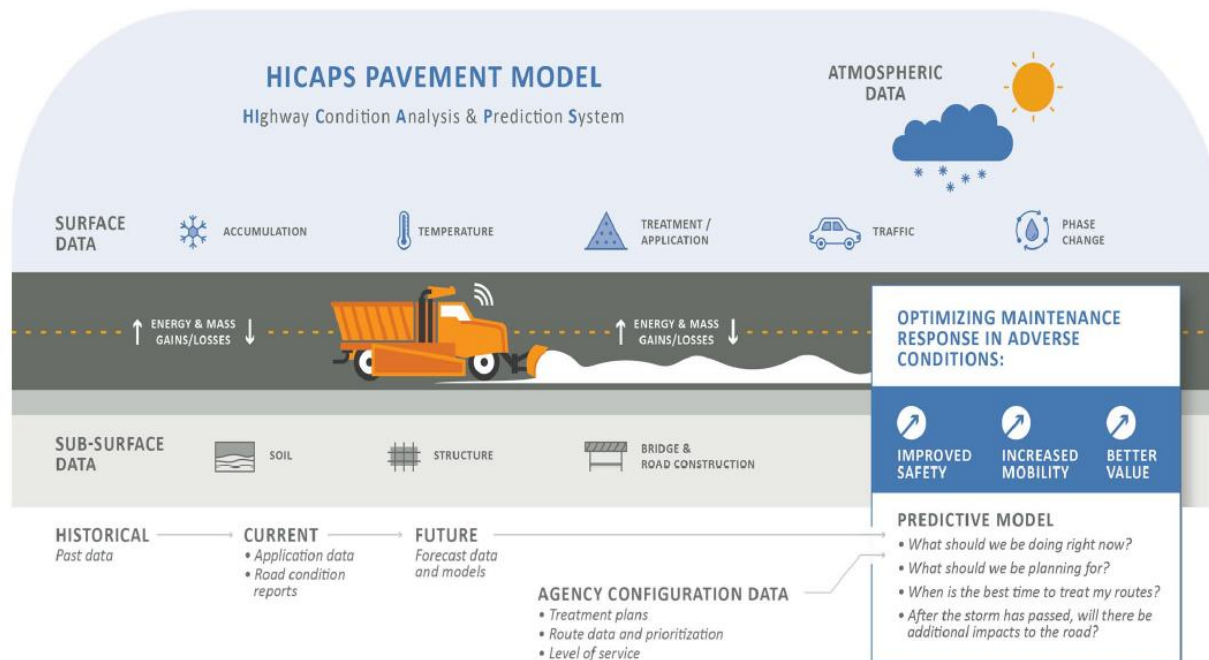 HICAPS PAVEMENT MODEL
HIghway Condition Analysis & Prediction System
ATMOSPHERIC
DATA
SURFACE
DATA
ACCUMULATION
TEMPERATURE
TREATMENT /
APPLICATION
TRAFFIC
PHASE
CHANGE
ENERGY & MASS
GAINS/LOSSES
ENERGY & MASS
GAINS/LOSSES
OPTIMIZING MAINTENANCE
RESPONSE IN ADVERSE
CONDITIONS:
IMPROVED
SAFETY
INCREASED
MOBILITY
BETTER
VALUE
SUB-SURFACE
DATA
SOIL
STRUCTURE
BRIDGE &
ROAD CONSTRUCTION
HISTORICAL
Past data
CURRENT
• Application data
• Road condition
reports
FUTURE
Forecast data
and models
AGENCY CONFIGURATION DATA
• Treatment plans
• Route data and prioritization
• Level of service
PREDICTIVE MODEL
• What should we be doing right now?
• What should we be planning for?
• When is the best time to treat my routes?
• After the storm has passed, will there be
additional impacts to the road?